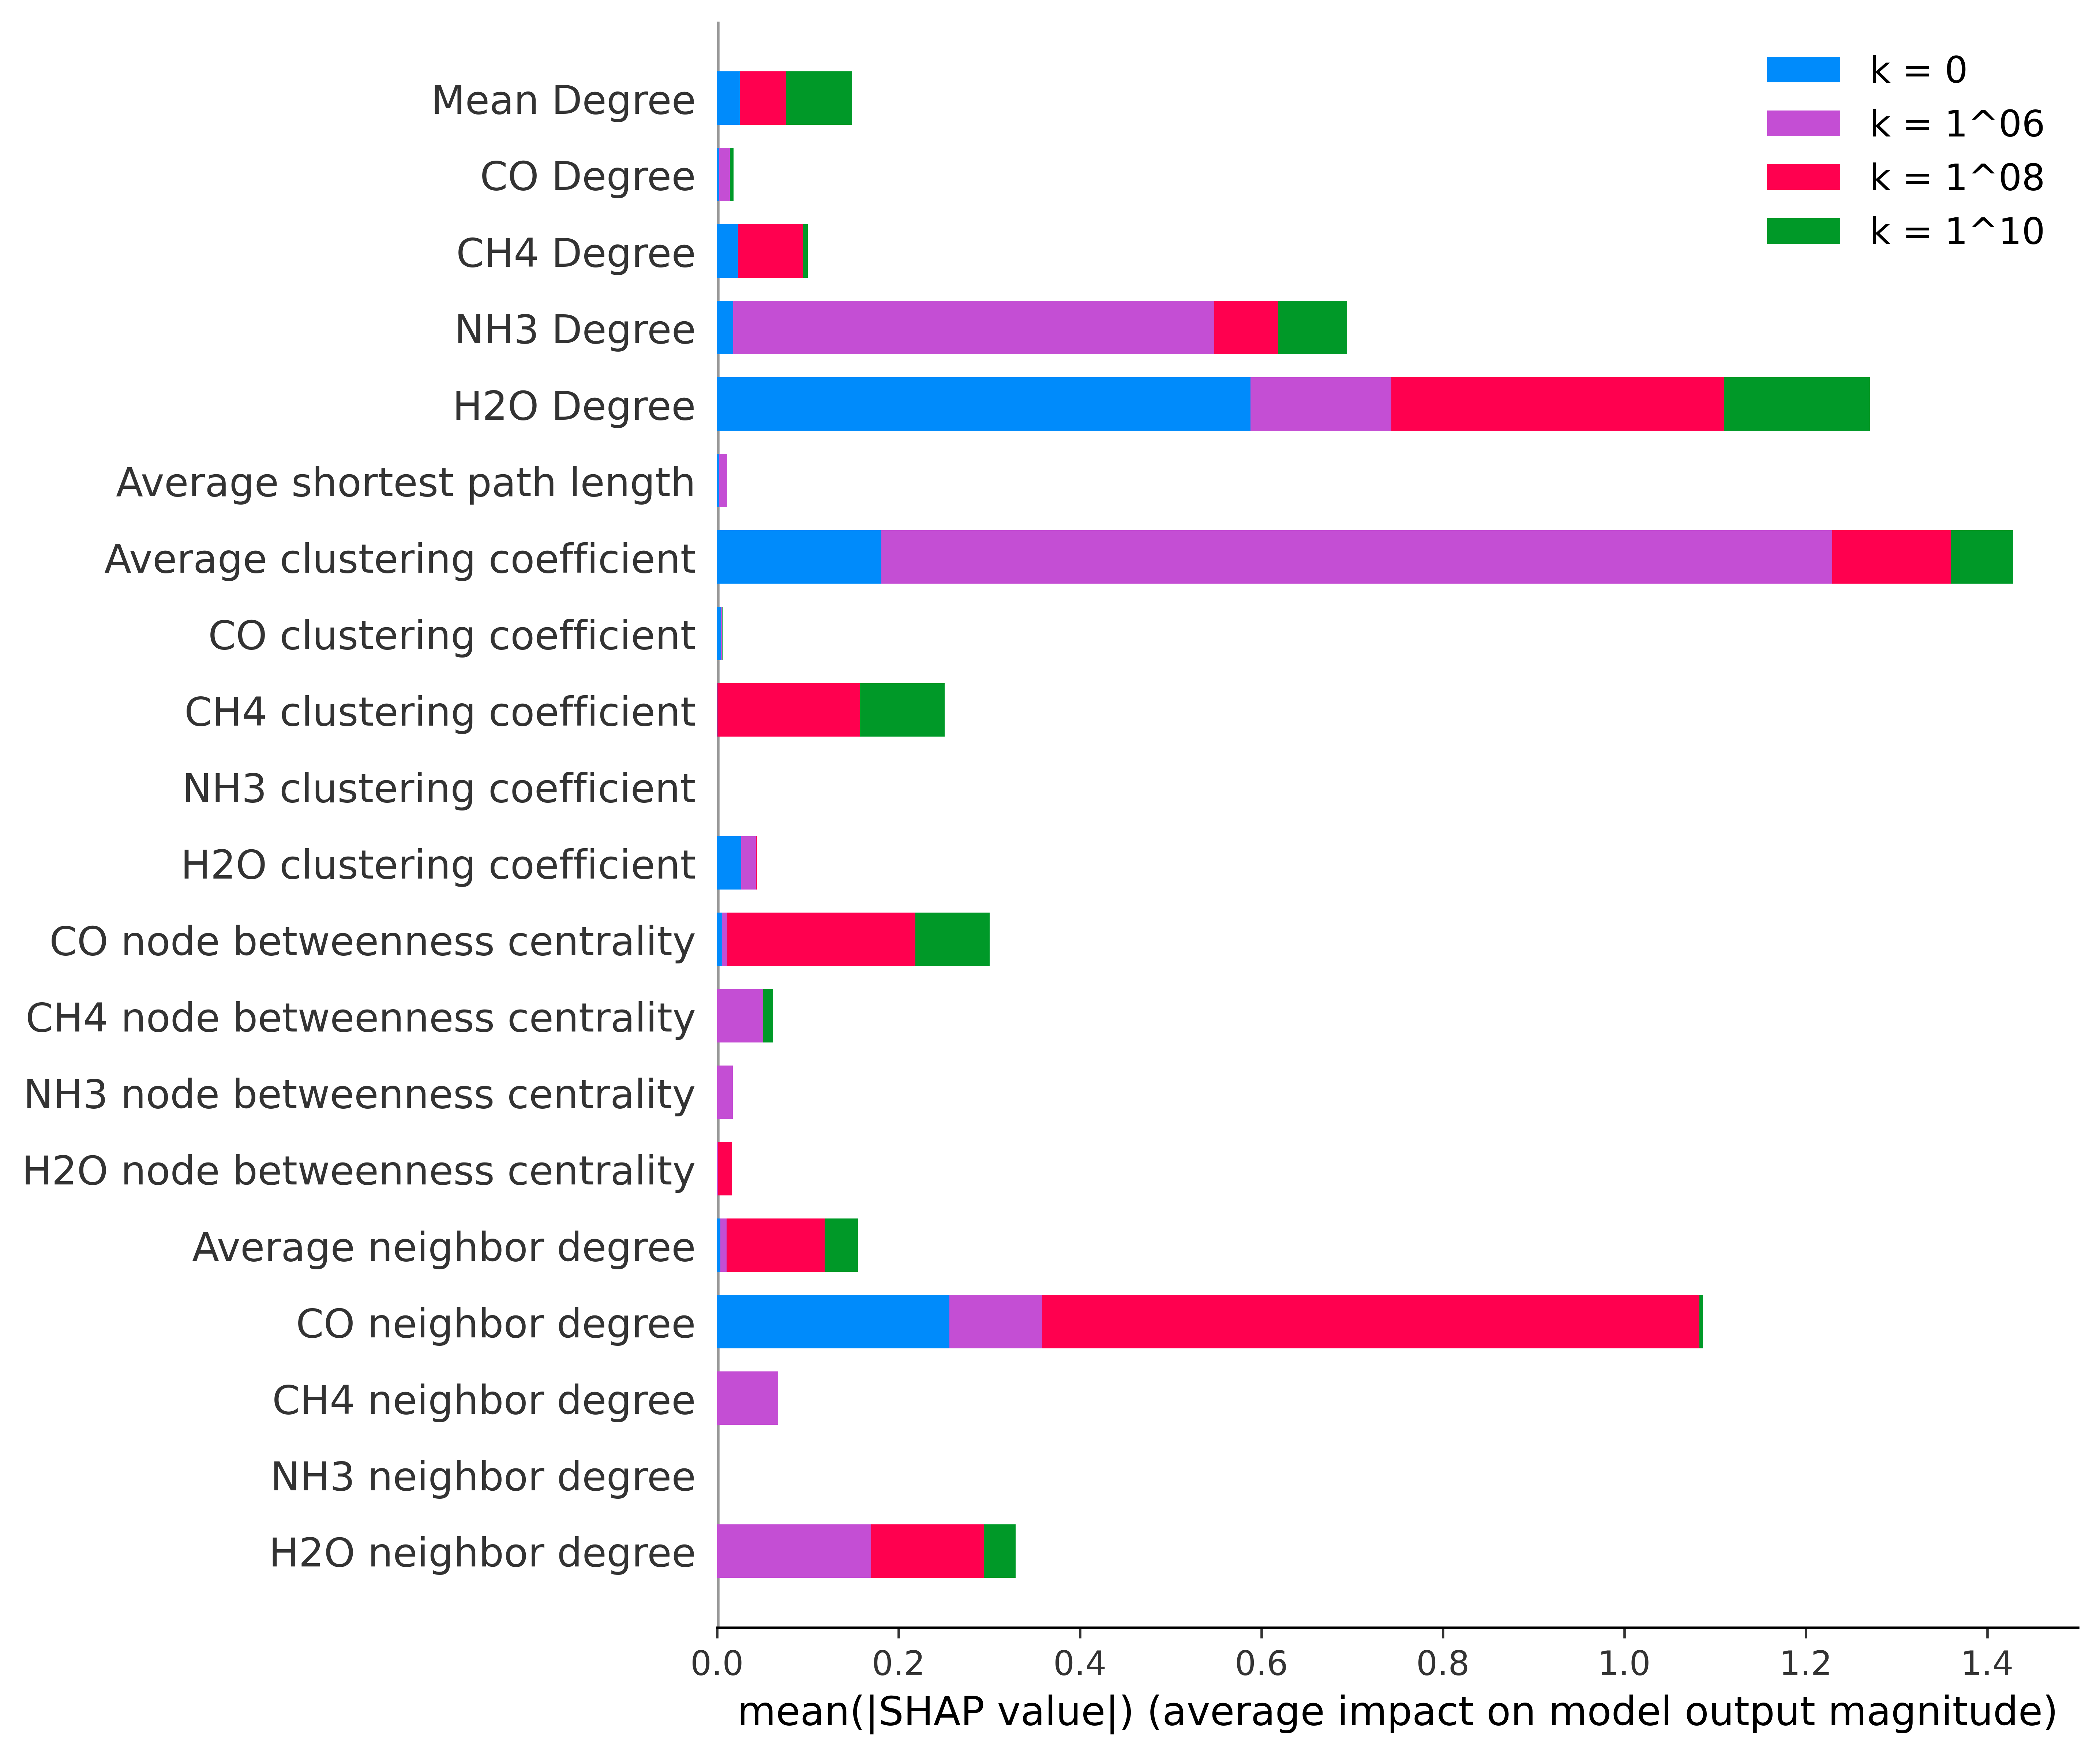 k = 0
k = 1^06
k = 1^08
k = 1^10
Mean Degree
CO Degree
CH4 Degree
NH3 Degree
H2O Degree
Average shortest path length
Average clustering coefficient
CO clustering coefficient
CH4 clustering coefficient
NH3 clustering coefficient
H2O clustering coefficient
CO node betweenness centrality
CH4 node betweenness centrality
NH3 node betweenness centrality
H2O node betweenness centrality
Average neighbor degree
CO neighbor degree
CH4 neighbor degree
NH3 neighbor degree
H2O neighbor degree
0.0 0.2 0.4 0.6 0.8 1.0 1.2 1.4
mean(|SHAP value|) (average impact on model output magnitude)